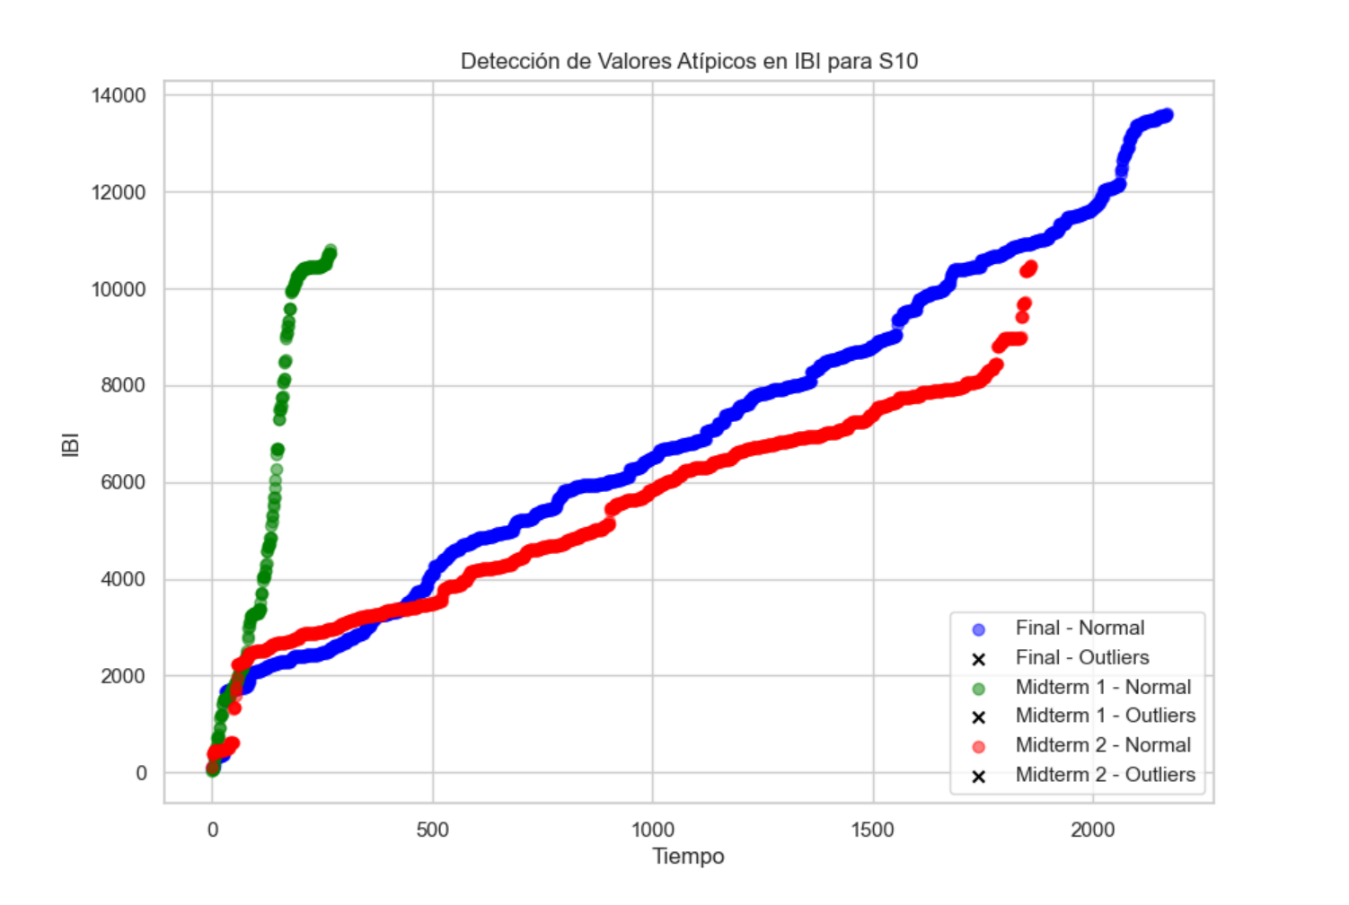 Detección de Valores Atípicos en IBI para S10
14000
12000
10000
8000
6000
4000
2000
0
IBI
0 500 1000 1500 2000
Tiempo
Final - Normal
Final - Outliers
Midterm 1 - Normal
Midterm 1 - Outliers
Midterm 2 - Normal
Midterm 2 - Outliers